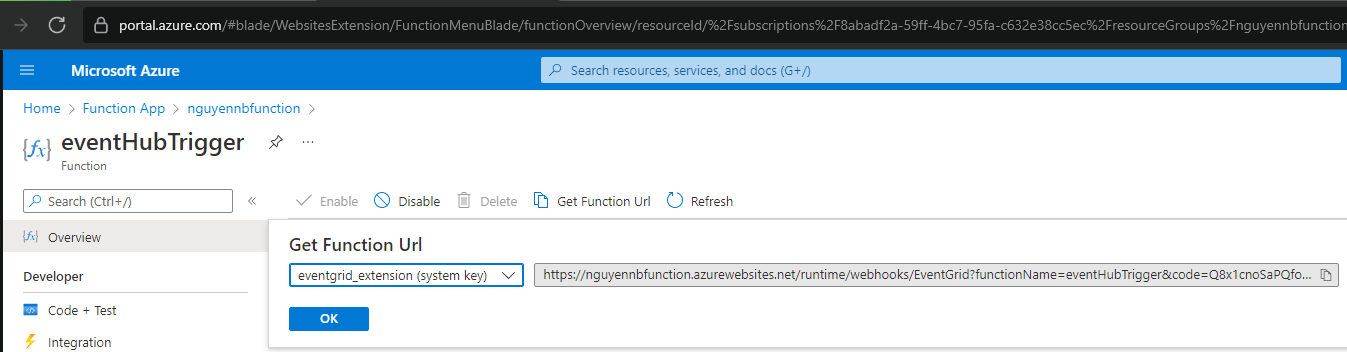 portal.azure.com/#blade/WebsitesExtension/FunctionMenuBlade/functionOverview/resourceId/%2Fsubscriptions%2F8abadf2a-59ff-4bc7-95fa-c632e38cc5ec%2FresourceGroups%2Fnguyennbfunction
Microsoft Azure
Search resources, services, and docs (G+/)
Home > Function App > nguyennbfunction >
{fx} eventHubTrigger ...
Function
Search (Ctrl+/) «
Enable Disable Delete Get Function Url Refresh
Overview
Get Function Url
Developer
eventgrid_extension (system key) https://nguyennbfunction.azurewebsites.net/runtime/webhooks/EventGrid?functionName=eventHubTrigger&code=Q8x1cnoSaPQfo...
Code + Test
OK
Integration